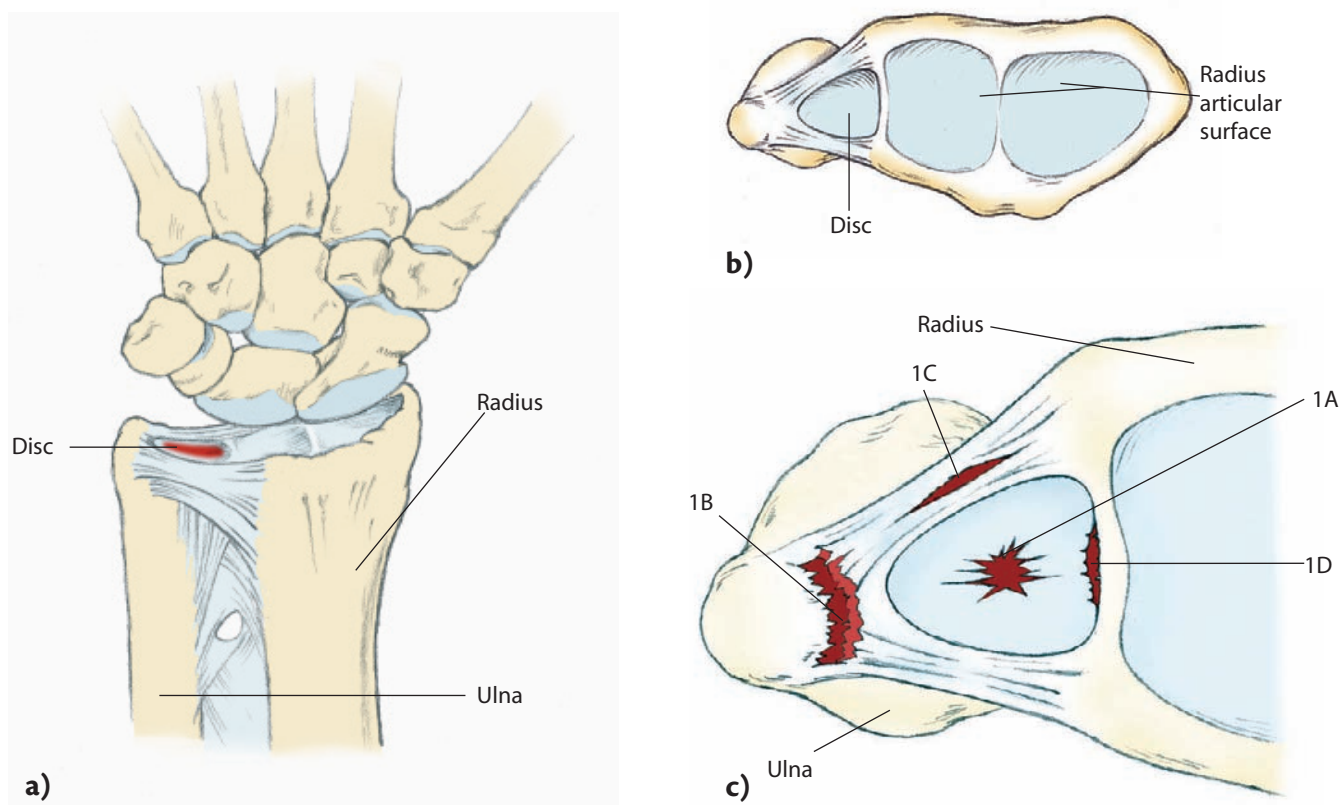 Disc
Radius
Ulna
a)
Radius
articular
surface
Disc
b)
Radius
1C
1A
1B
1D
Ulna
c)